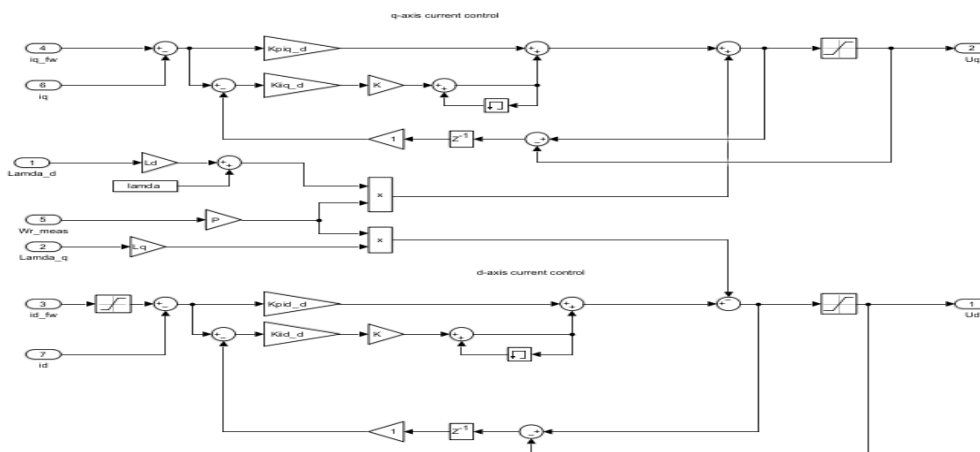 q-axis current control
4
iq_fw
Kpiq_d
2
Uq
6
iq
Kiiq_d
K
1
Z-1
1
Lamda_d
Ld
lamda
x
5
Wr_meas
P
2
Lamda_q
Lq
x
d-axis current control
3
id_fw
Kpid_d
1
Ud
7
id
Kid_d
K
1
Z-1